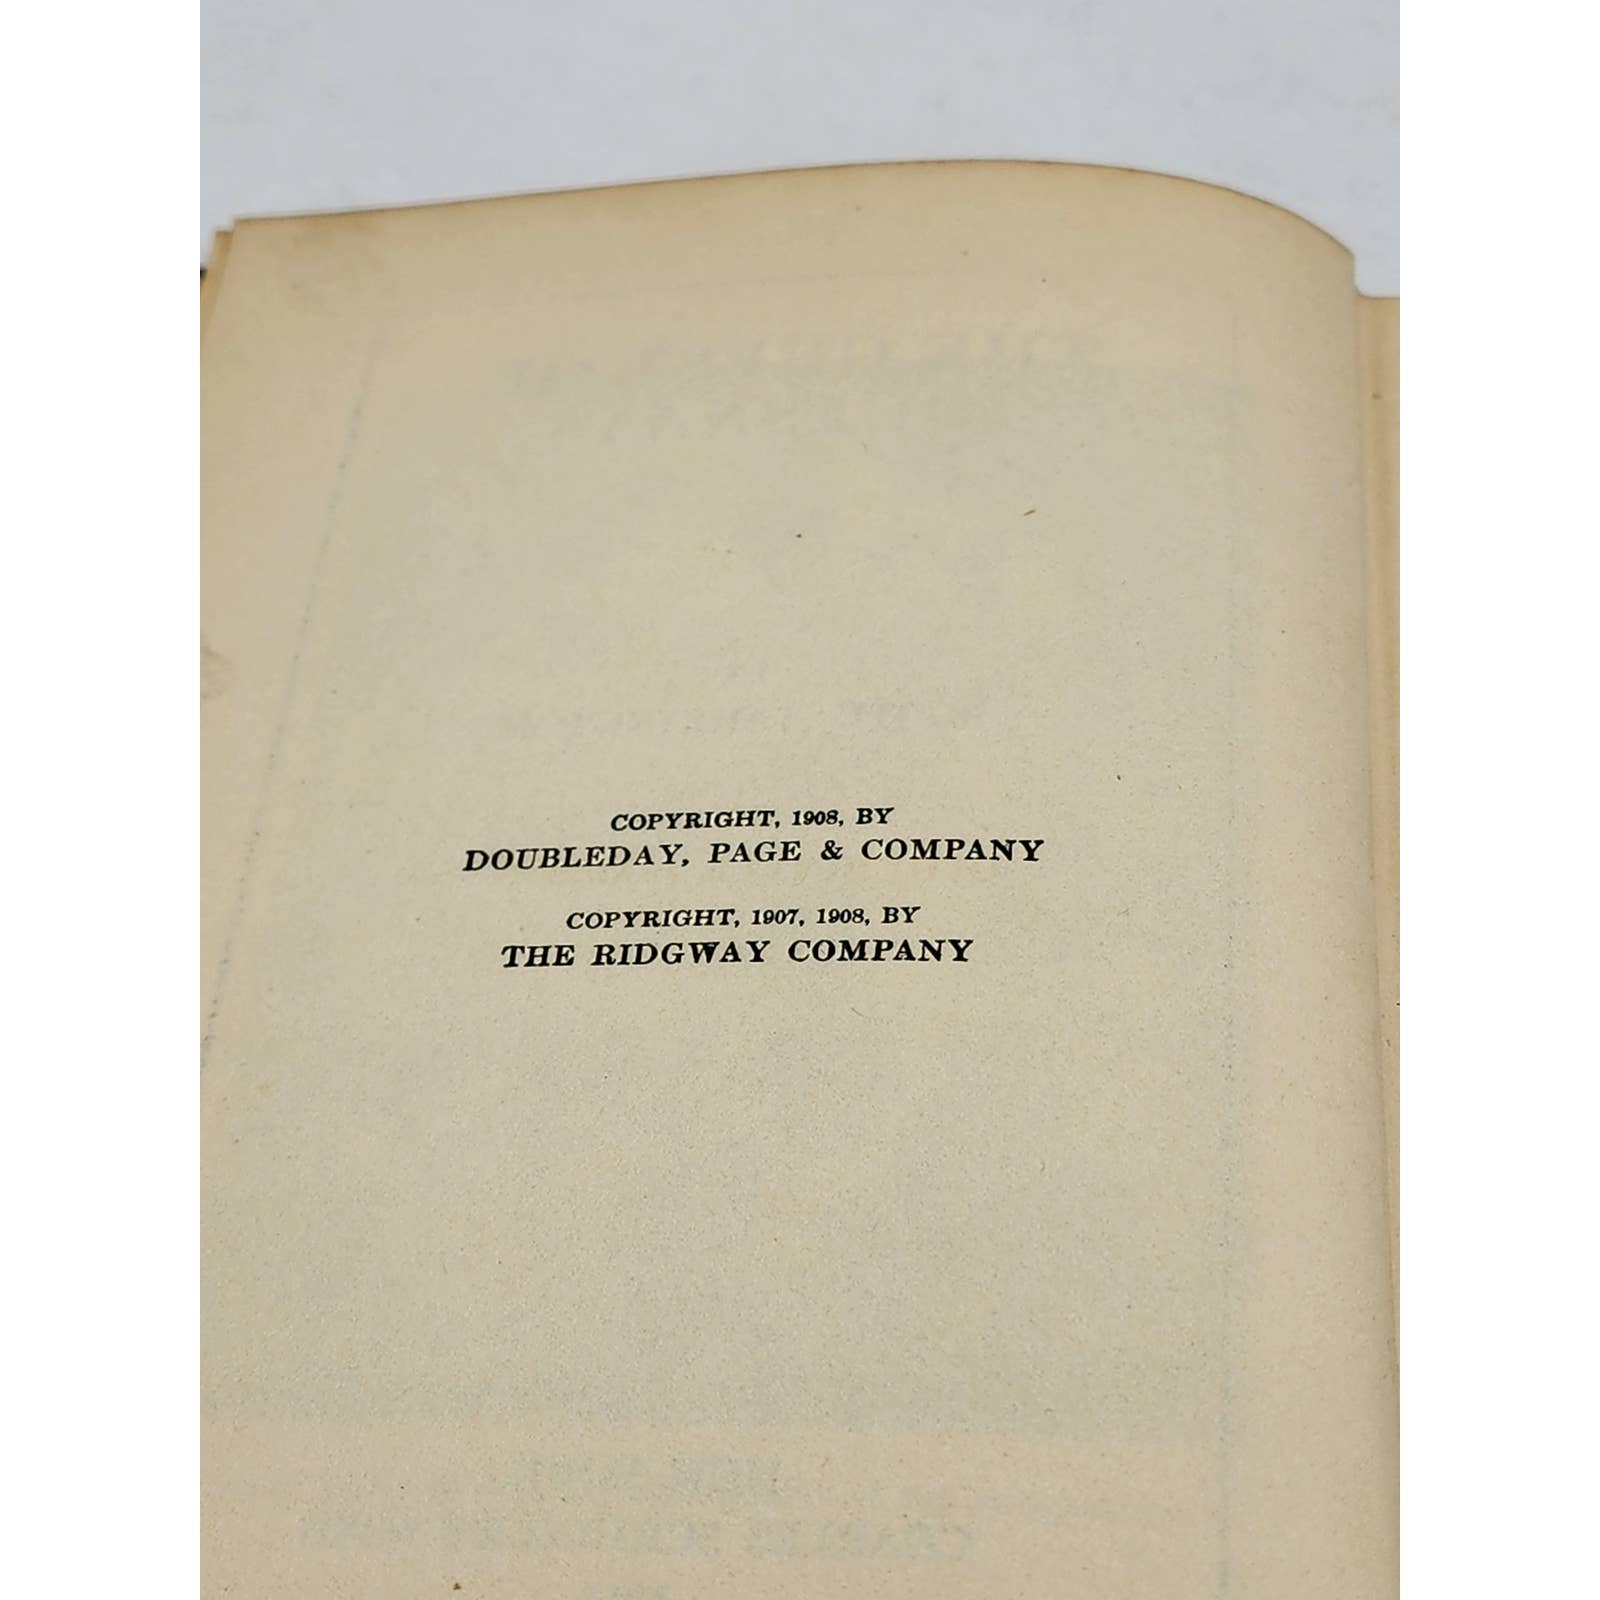 COPYRIGHT, 1908, BY
DOUBLEDAY, PAGE & COMPANY
COPYRIGHT, 1907, 1908, BY
THE RIDGWAY COMPANY